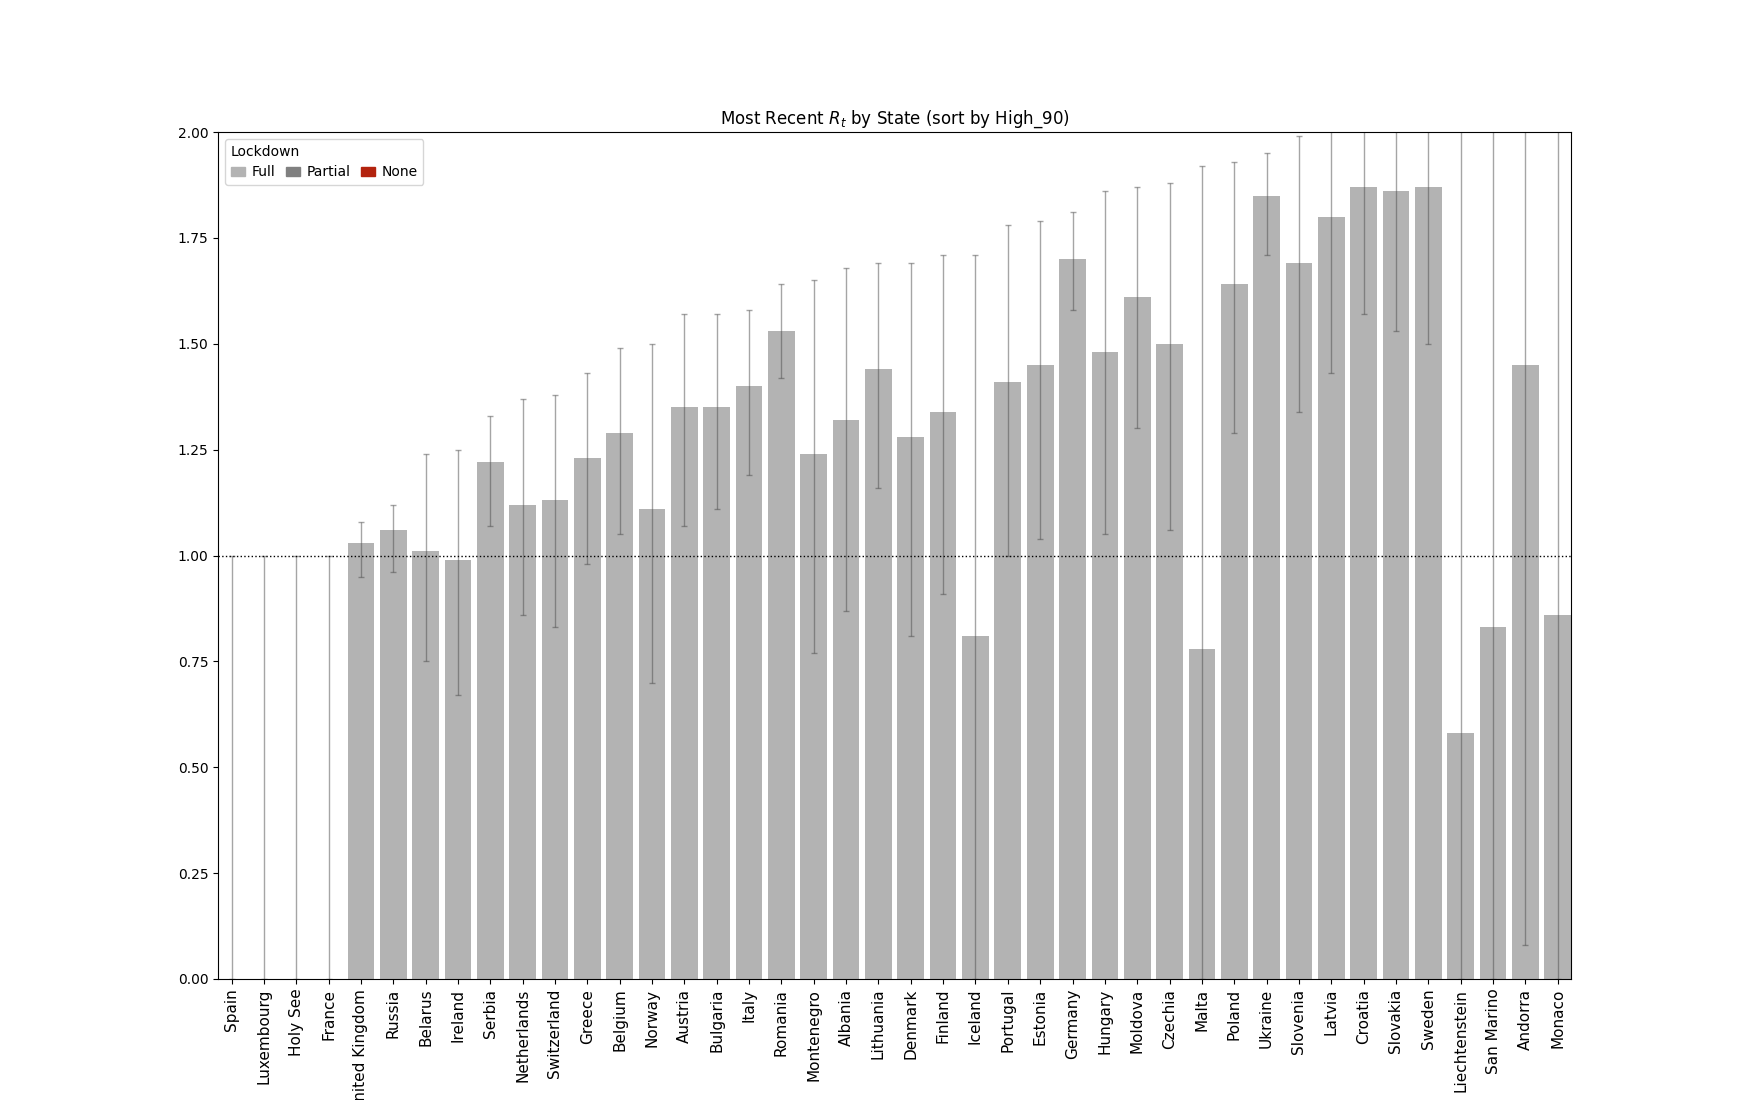 Most Recent R_t by State (sort by High_90)
Lockdown
Full Partial None
2.00
1.75
1.50
1.25
1.00
0.75
0.50
0.25
0.00
Spain
Luxembourg
Holy See
France
nited Kingdom
Russia
Belarus
Ireland
Serbia
Netherlands
Switzerland
Greece
Belgium
Norway
Austria
Bulgaria
Italy
Romania
Montenegro
Albania
Lithuania
Denmark
Finland
Iceland
Portugal
Estonia
Germany
Hungary
Moldova
Czechia
Malta
Poland
Ukraine
Slovenia
Latvia
Croatia
Slovakia
Sweden
Liechtenstein
San Marino
Andorra
Monaco